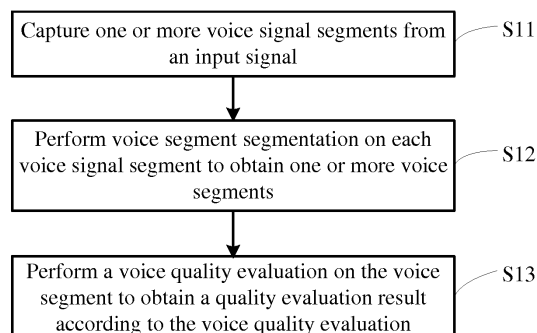 Capture one or more voice signal segments from
an input signal
S11
Perform voice segment segmentation on each
voice signal segment to obtain one or more voice
segments
S12
Perform a voice quality evaluation on the voice
segment to obtain a quality evaluation result
according to the voice quality evaluation
S13